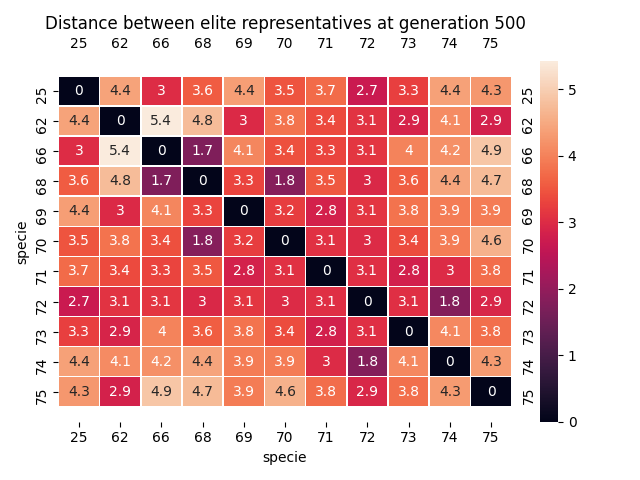 Distance between elite representatives at generation 500
25 62 66 68 69 70 71 72 73 74 75
25 0 4.4 3 3.6 4.4 3.5 3.7 2.7 3.3 4.4 4.3 25
62 4.4 0 5.4 4.8 3 3.8 3.4 3.1 2.9 4.1 2.9 62
66 3 5.4 0 1.7 4.1 3.4 3.3 3.1 4 4.2 4.9 66
68 3.6 4.8 1.7 0 3.3 1.8 3.5 3 3.6 4.4 4.7 68
69 4.4 3 4.1 3.3 0 3.2 2.8 3.1 3.8 3.9 3.9 69
70 3.5 3.8 3.4 1.8 3.2 0 3.1 3 3.4 3.9 4.6 70
71 3.7 3.4 3.3 3.5 2.8 3.1 0 3.1 2.8 3 3.8 71
72 2.7 3.1 3.1 3 3.1 3 3.1 0 3.1 1.8 2.9 72
73 3.3 2.9 4 3.6 3.8 3.4 2.8 3.1 0 4.1 3.8 73
74 4.4 4.1 4.2 4.4 3.9 3.9 3 1.8 4.1 0 4.3 74
75 4.3 2.9 4.9 4.7 3.9 4.6 3.8 2.9 3.8 4.3 0 75
25 62 66 68 69 70 71 72 73 74 75
specie
specie
5
4
3
2
1
0